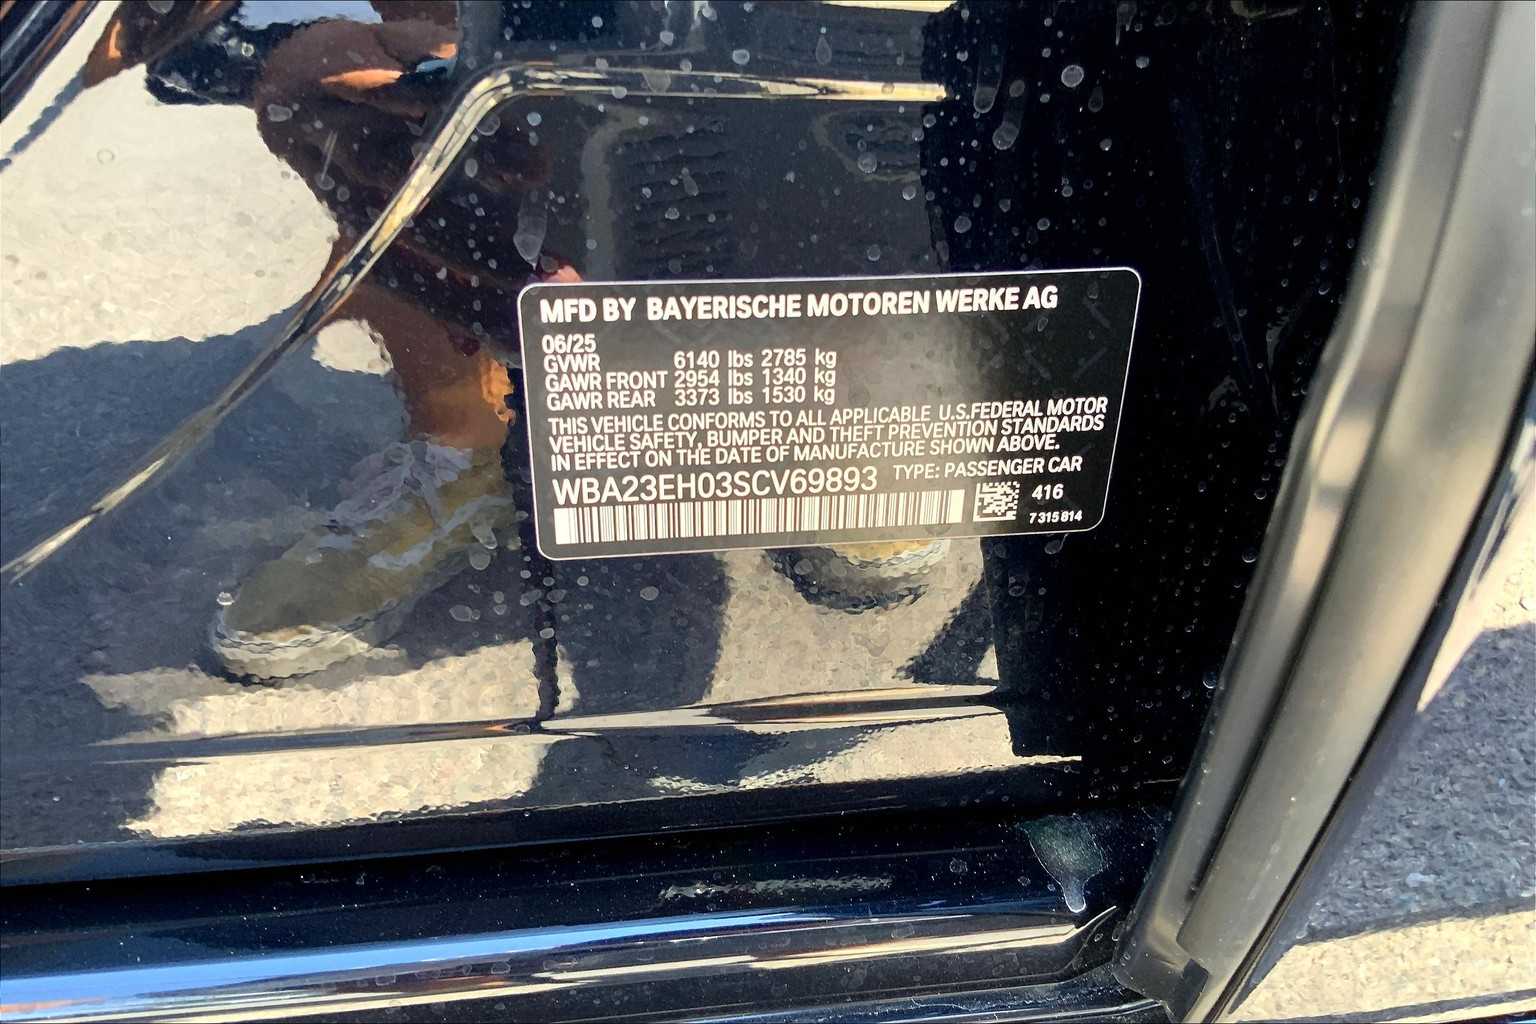 MFD BY BAYERISCHE MOTOREN WERKE AG
06/25
GVWR 6140 lbs 2785 kg
GAWR FRONT 2954 lbs 1340 kg
GAWR REAR 3373 lbs 1530 kg
THIS VEHICLE CONFORMS TO ALL APPLICABLE U.S.FEDERAL MOTOR
VEHICLE SAFETY, BUMPER AND THEFT PREVENTION STANDARDS
IN EFFECT ON THE DATE OF MANUFACTURE SHOWN ABOVE.
WBA23EH03SCV69893 TYPE: PASSENGER CAR
416
7 315 814